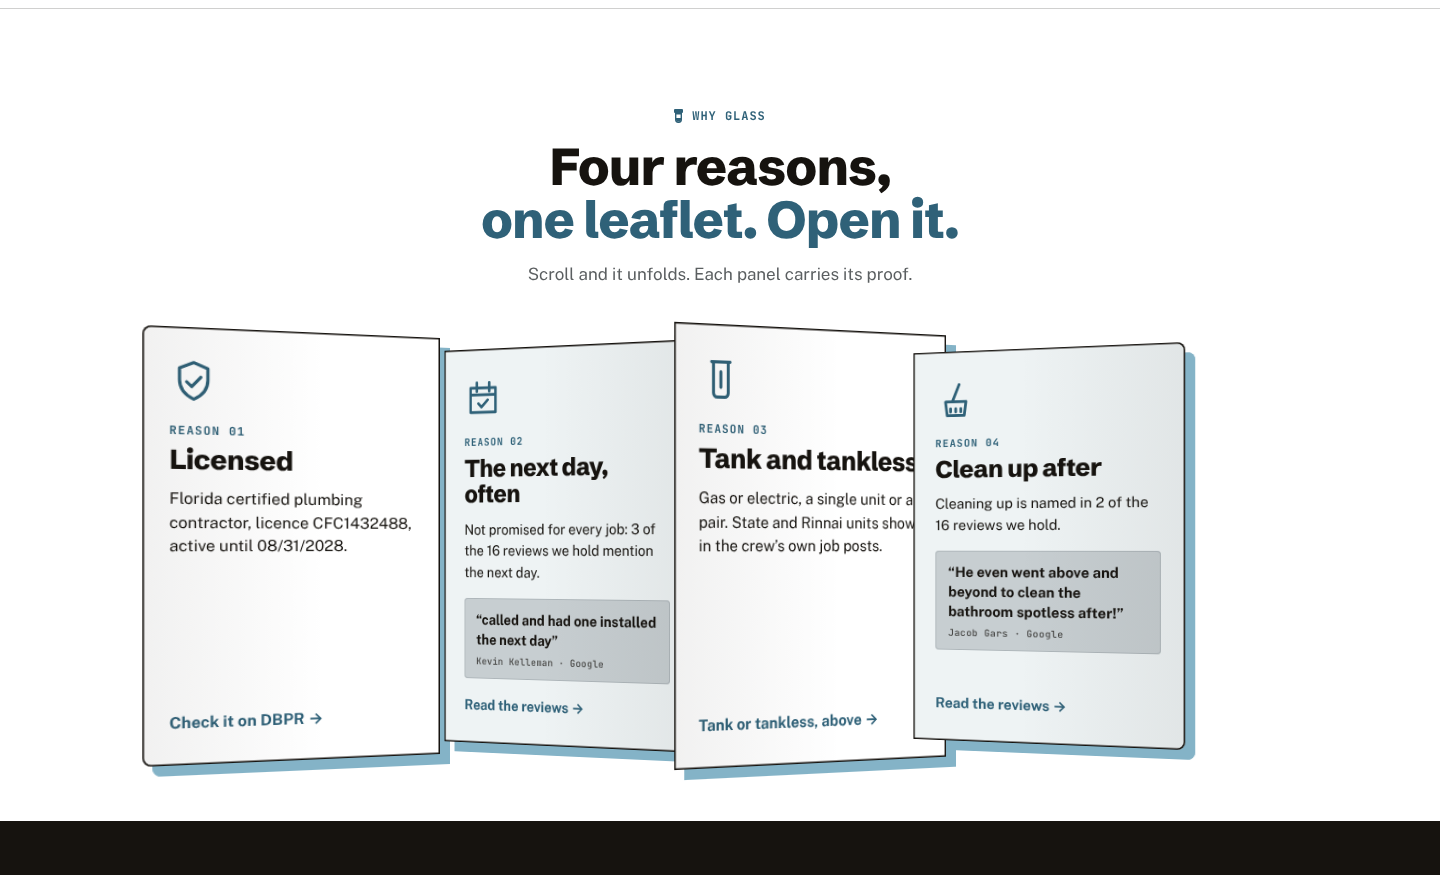 WHY GLASS
Four reasons,
one leaflet. Open it.
Scroll and it unfolds. Each panel carries its proof.
REASON 01
Licensed
Florida certified plumbing
contractor, licence CFC1432488,
active until 08/31/2028.
Check it on DBPR →
REASON 02
The next day,
often
Not promised for every job: 3 of
the 16 reviews we hold mention
the next day.
“called and had one installed
the next day”
Kevin Kelleman · Google
Read the reviews →
REASON 03
Tank and tankless
Gas or electric, a single unit or a
pair. State and Rinnai units show
in the crew’s own job posts.
Tank or tankless, above →
REASON 04
Clean up after
Cleaning up is named in 2 of the
16 reviews we hold.
“He even went above and
beyond to clean the
bathroom spotless after!”
Jacob Gars · Google
Read the reviews →